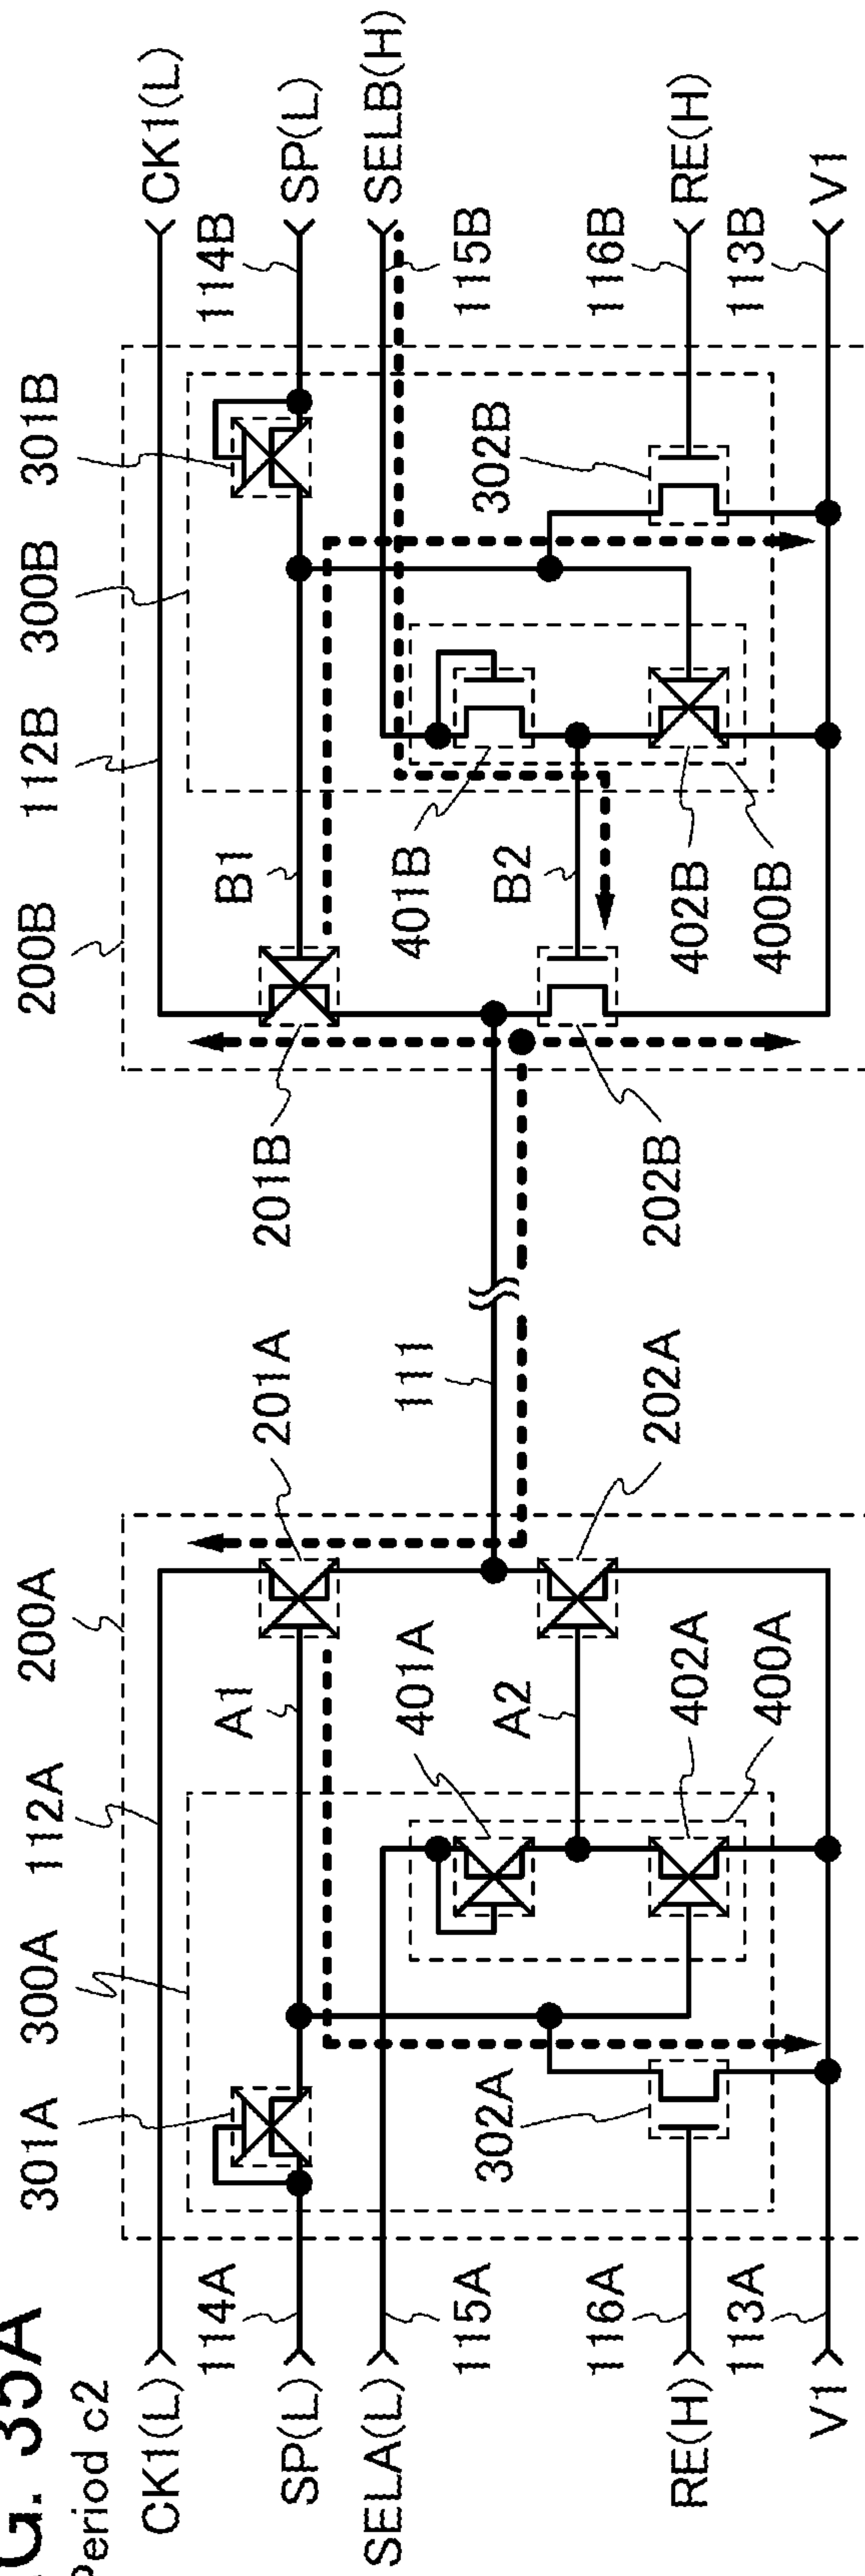 G. 35A
Period c2
301A
300A
112A
200A
200B
112B
300B
301B
CK1(L)
CK1(L)
114A
A1
201A
201B
B1
114B
SP(L)
SP(L)
SELA(L)
115A
401A
111
401B
115B
SELB(H)
302A
A2
B2
302B
116A
402A
202A
202B
402B
116B
RE(H)
RE(H)
113A
400A
400B
113B
V1
V1